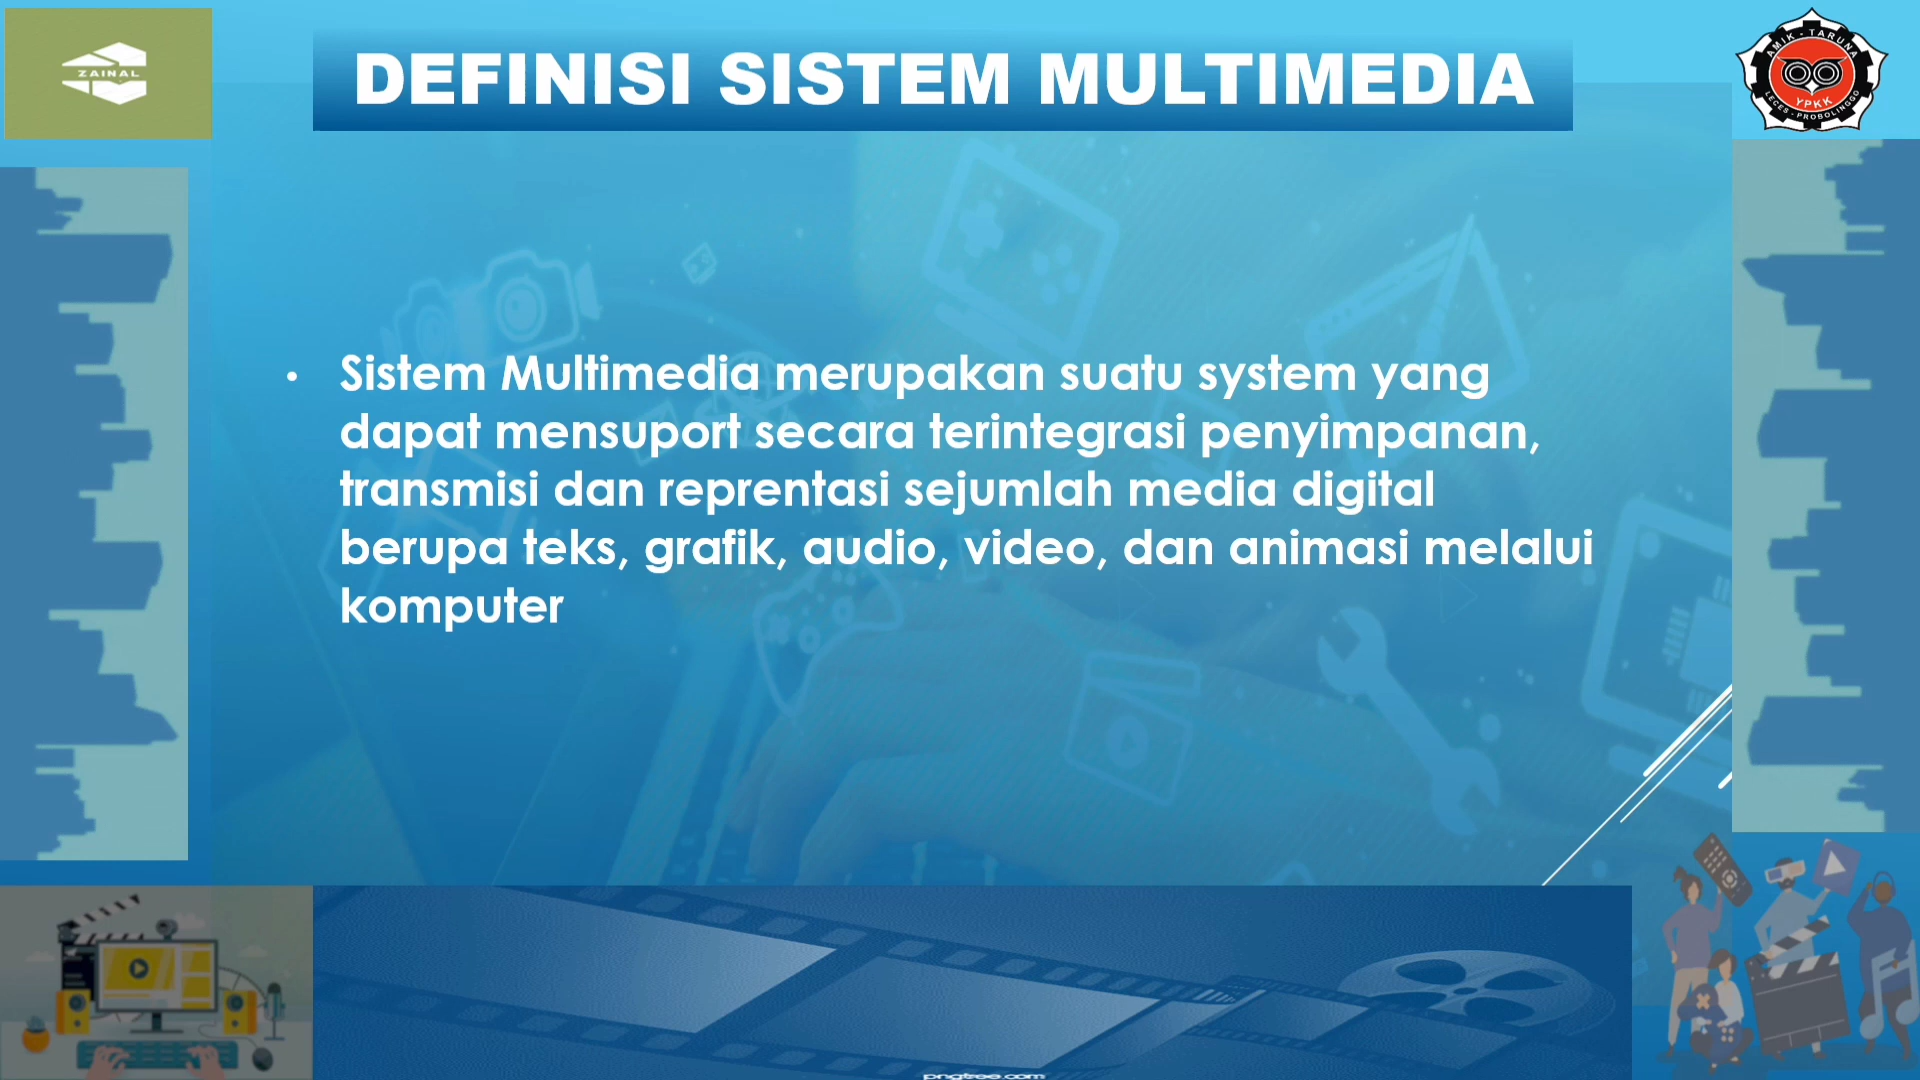 ZAINAL
DEFINISI SISTEM MULTIMEDIA
AMIK - TARUNA
YPKK
LECES - PROBOLINGGO
• Sistem Multimedia merupakan suatu system yang
dapat mensuport secara terintegrasi penyimpanan,
transmisi dan reprentasi sejumlah media digital
berupa teks, grafik, audio, video, dan animasi melalui
komputer
pngtree.com